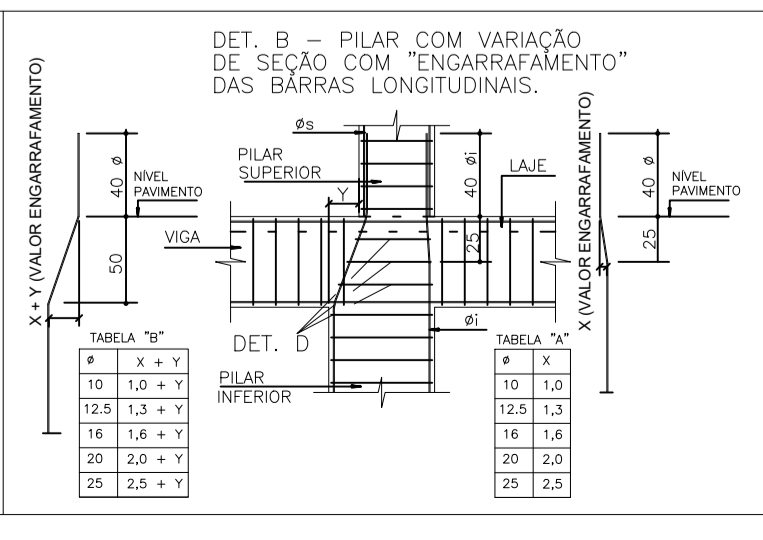 DET. B – PILAR COM VARIAÇÃO
DE SEÇÃO COM "ENGARRAFAMENTO"
DAS BARRAS LONGITUDINAIS.
X + Y (VALOR ENGARRAFAMENTO)
40 ø
NÍVEL
PAVIMENTO
50
VIGA
øs
PILAR
SUPERIOR
Y
40 øi
25
LAJE
DET. D
øi
PILAR
INFERIOR
X (VALOR ENGARRAFAMENTO)
40 ø
NÍVEL
PAVIMENTO
25
TABELA "B"
ø X + Y
10 1,0 + Y
12.5 1,3 + Y
16 1,6 + Y
20 2,0 + Y
25 2,5 + Y
TABELA "A"
ø X
10 1,0
12.5 1,3
16 1,6
20 2,0
25 2,5